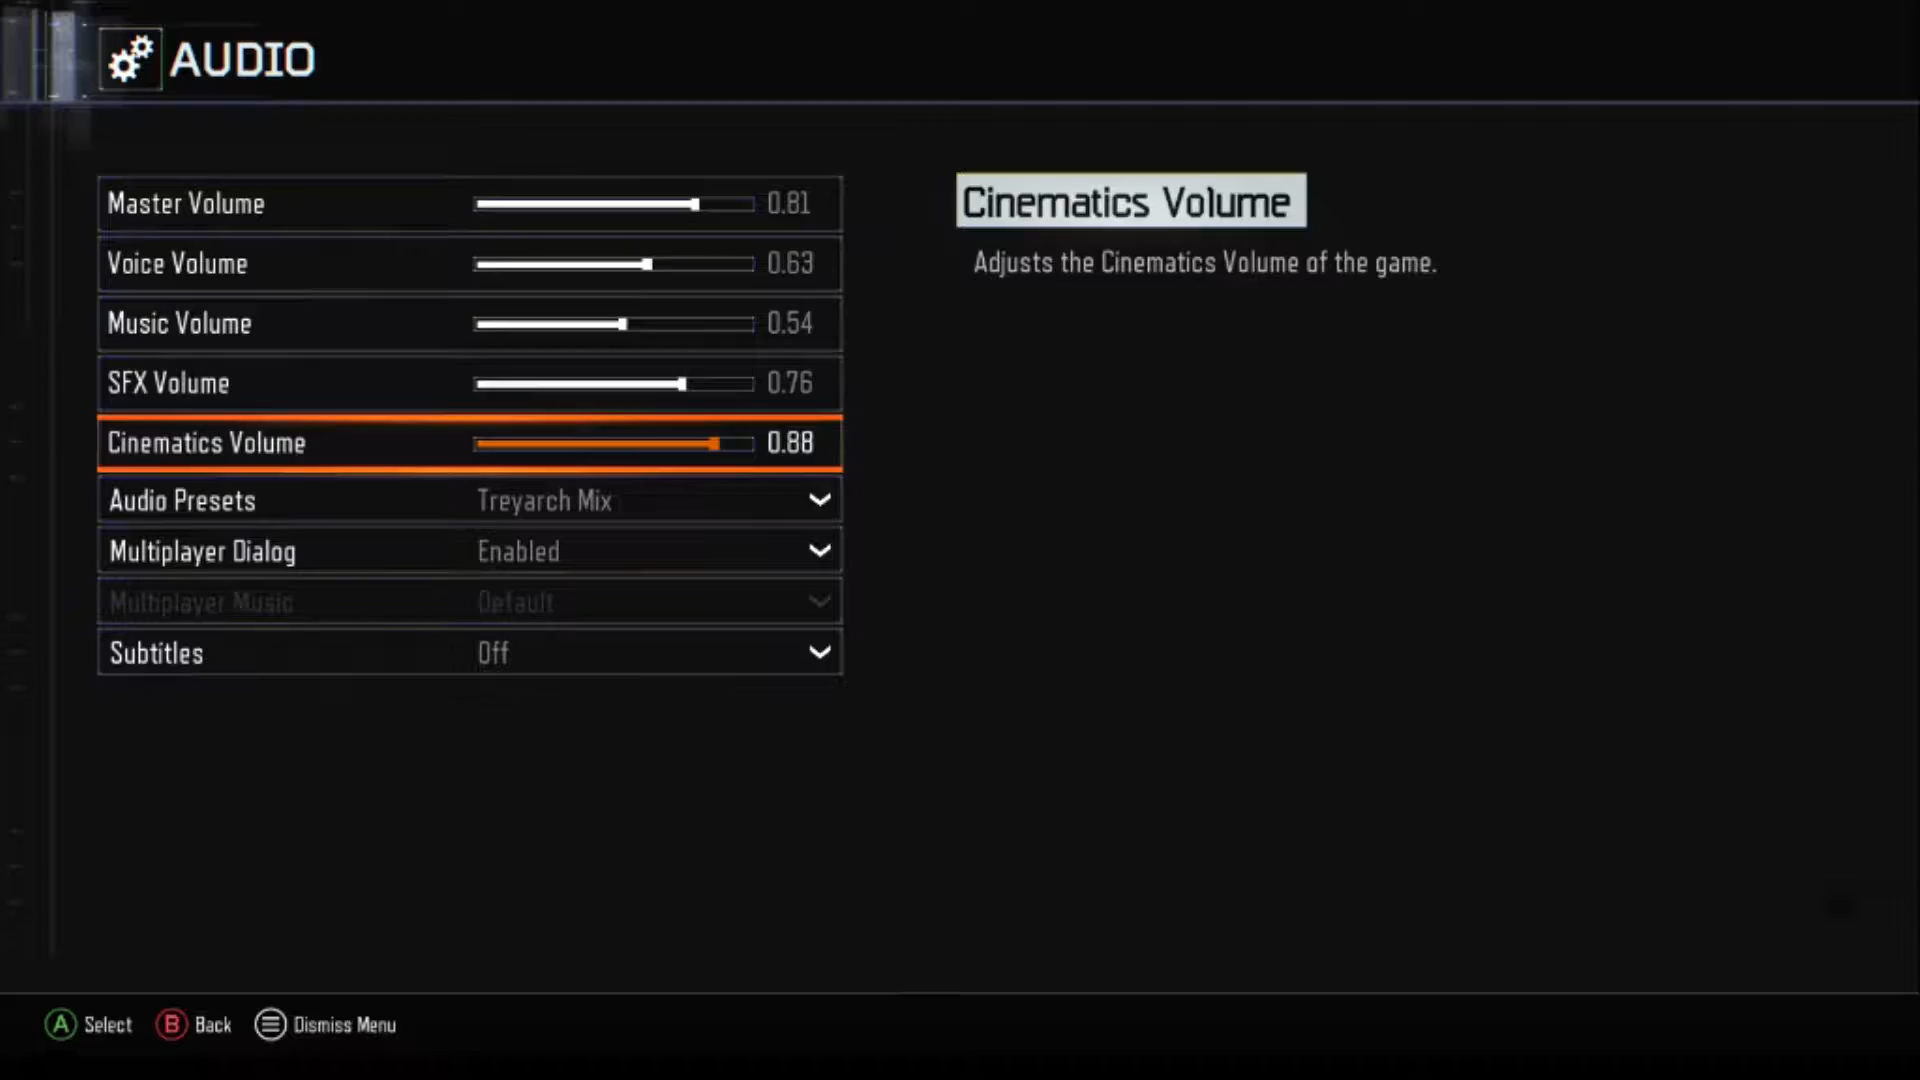 AUDIO
Master Volume 0.81
Voice Volume 0.63
Music Volume 0.54
SFX Volume 0.76
Cinematics Volume 0.88
Audio Presets Treyarch Mix
Multiplayer Dialog Enabled
Multiplayer Music Default
Subtitles Off
Cinematics Volume
Adjusts the Cinematics Volume of the game.
A Select B Back Dismiss Menu